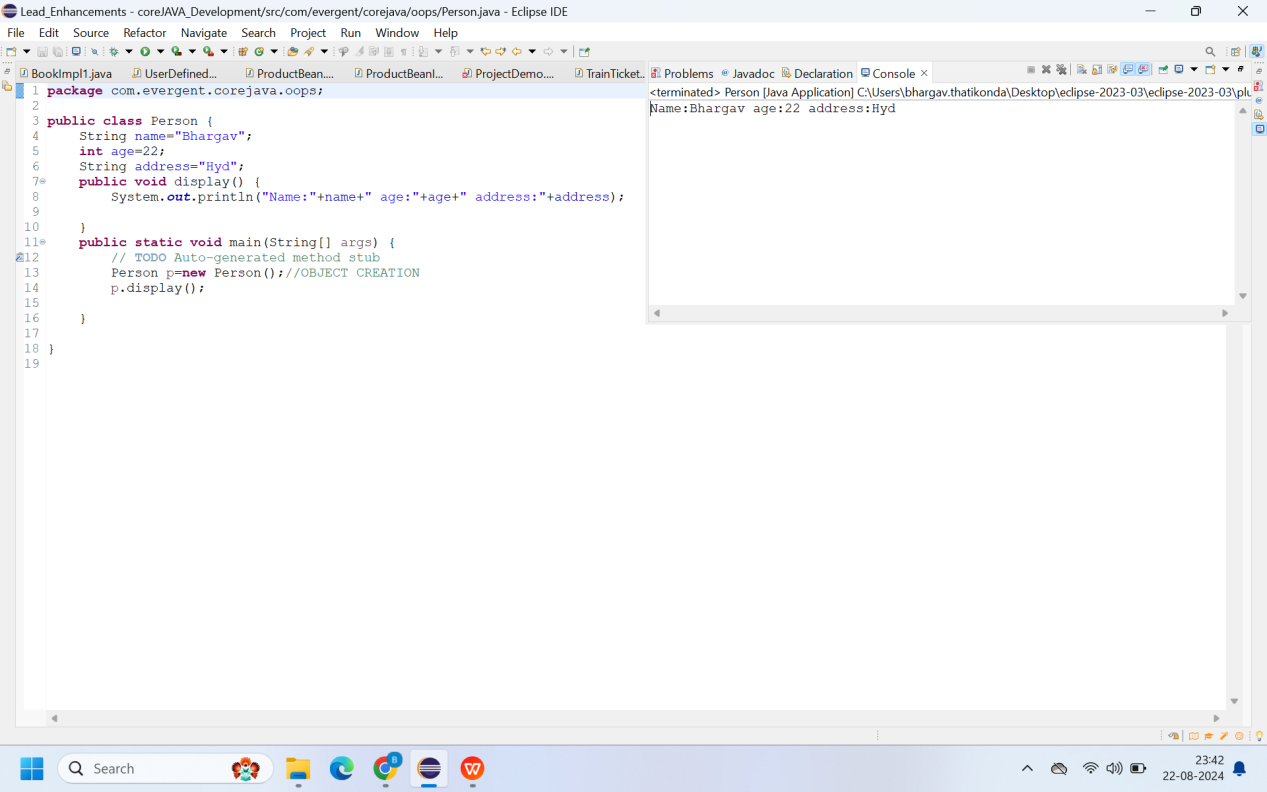 Lead_Enhancements - coreJAVA_Development/src/com/evergent/corejava/oops/Person.java - Eclipse IDE
File Edit Source Refactor Navigate Search Project Run Window Help
BookImpl1.java UserDefined... ProductBean.... ProductBeanI... ProjectDemo.... TrainTicket..
1 package com.evergent.corejava.oops;
2
3 public class Person {
4 String name="Bhargav";
5 int age=22;
6 String address="Hyd";
7 public void display() {
8 System.out.println("Name:"+name+" age:"+age+" address:"+address);
9
10 }
11 public static void main(String[] args) {
12 // TODO Auto-generated method stub
13 Person p=new Person();//OBJECT CREATION
14 p.display();
15
16 }
17
18 }
19
Problems Javadoc Declaration Console
<terminated> Person [Java Application] C:\Users\bhargav.thatikonda\Desktop\eclipse-2023-03\eclipse-2023-03\plu
Name:Bhargav age:22 address:Hyd
Search
B
W
23:42
22-08-2024